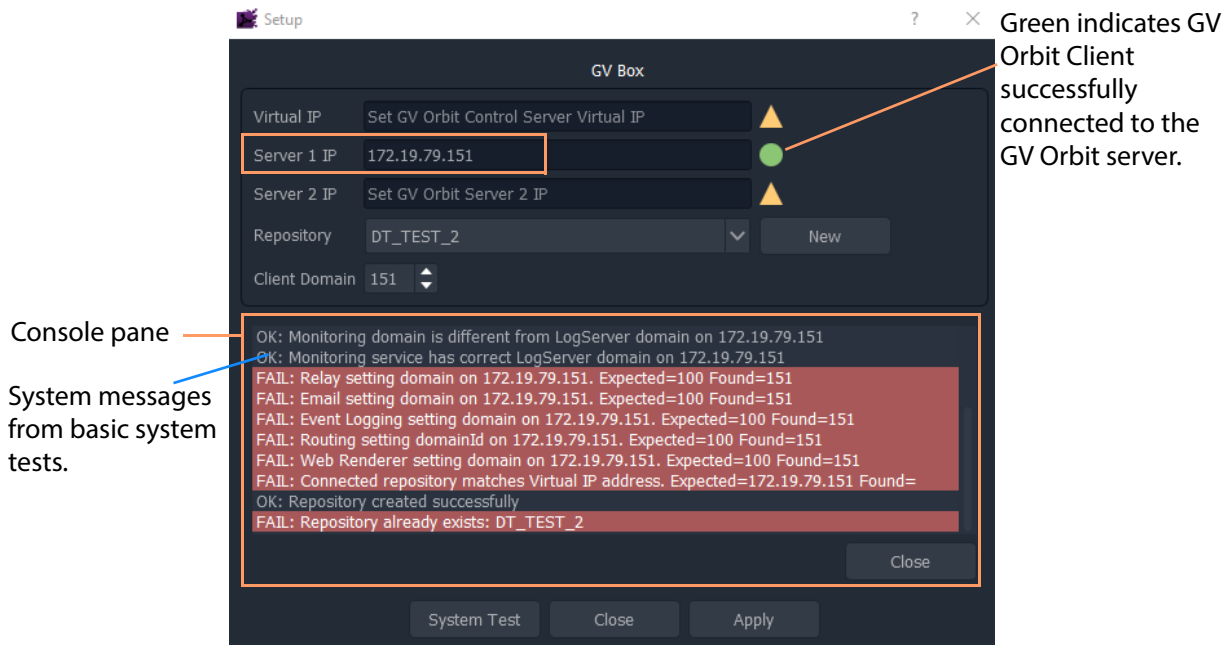 Setup
?
Green indicates GV
Orbit Client
successfully
connected to the
GV Orbit server.
GV Box
Virtual IP Set GV Orbit Control Server Virtual IP
Server 1 IP 172.19.79.151
Server 2 IP Set GV Orbit Server 2 IP
Repository DT_TEST_2 New
Client Domain 151
Console pane
System messages
from basic system
tests.
OK: Monitoring domain is different from LogServer domain on 172.19.79.151
OK: Monitoring service has correct LogServer domain on 172.19.79.151
FAIL: Relay setting domain on 172.19.79.151. Expected=100 Found=151
FAIL: Email setting domain on 172.19.79.151. Expected=100 Found=151
FAIL: Event Logging setting domain on 172.19.79.151. Expected=100 Found=151
FAIL: Routing setting domainId on 172.19.79.151. Expected=100 Found=151
FAIL: Web Renderer setting domain on 172.19.79.151. Expected=100 Found=151
FAIL: Connected repository matches Virtual IP address. Expected=172.19.79.151 Found=
OK: Repository created successfully
FAIL: Repository already exists: DT_TEST_2
Close
System Test Close Apply